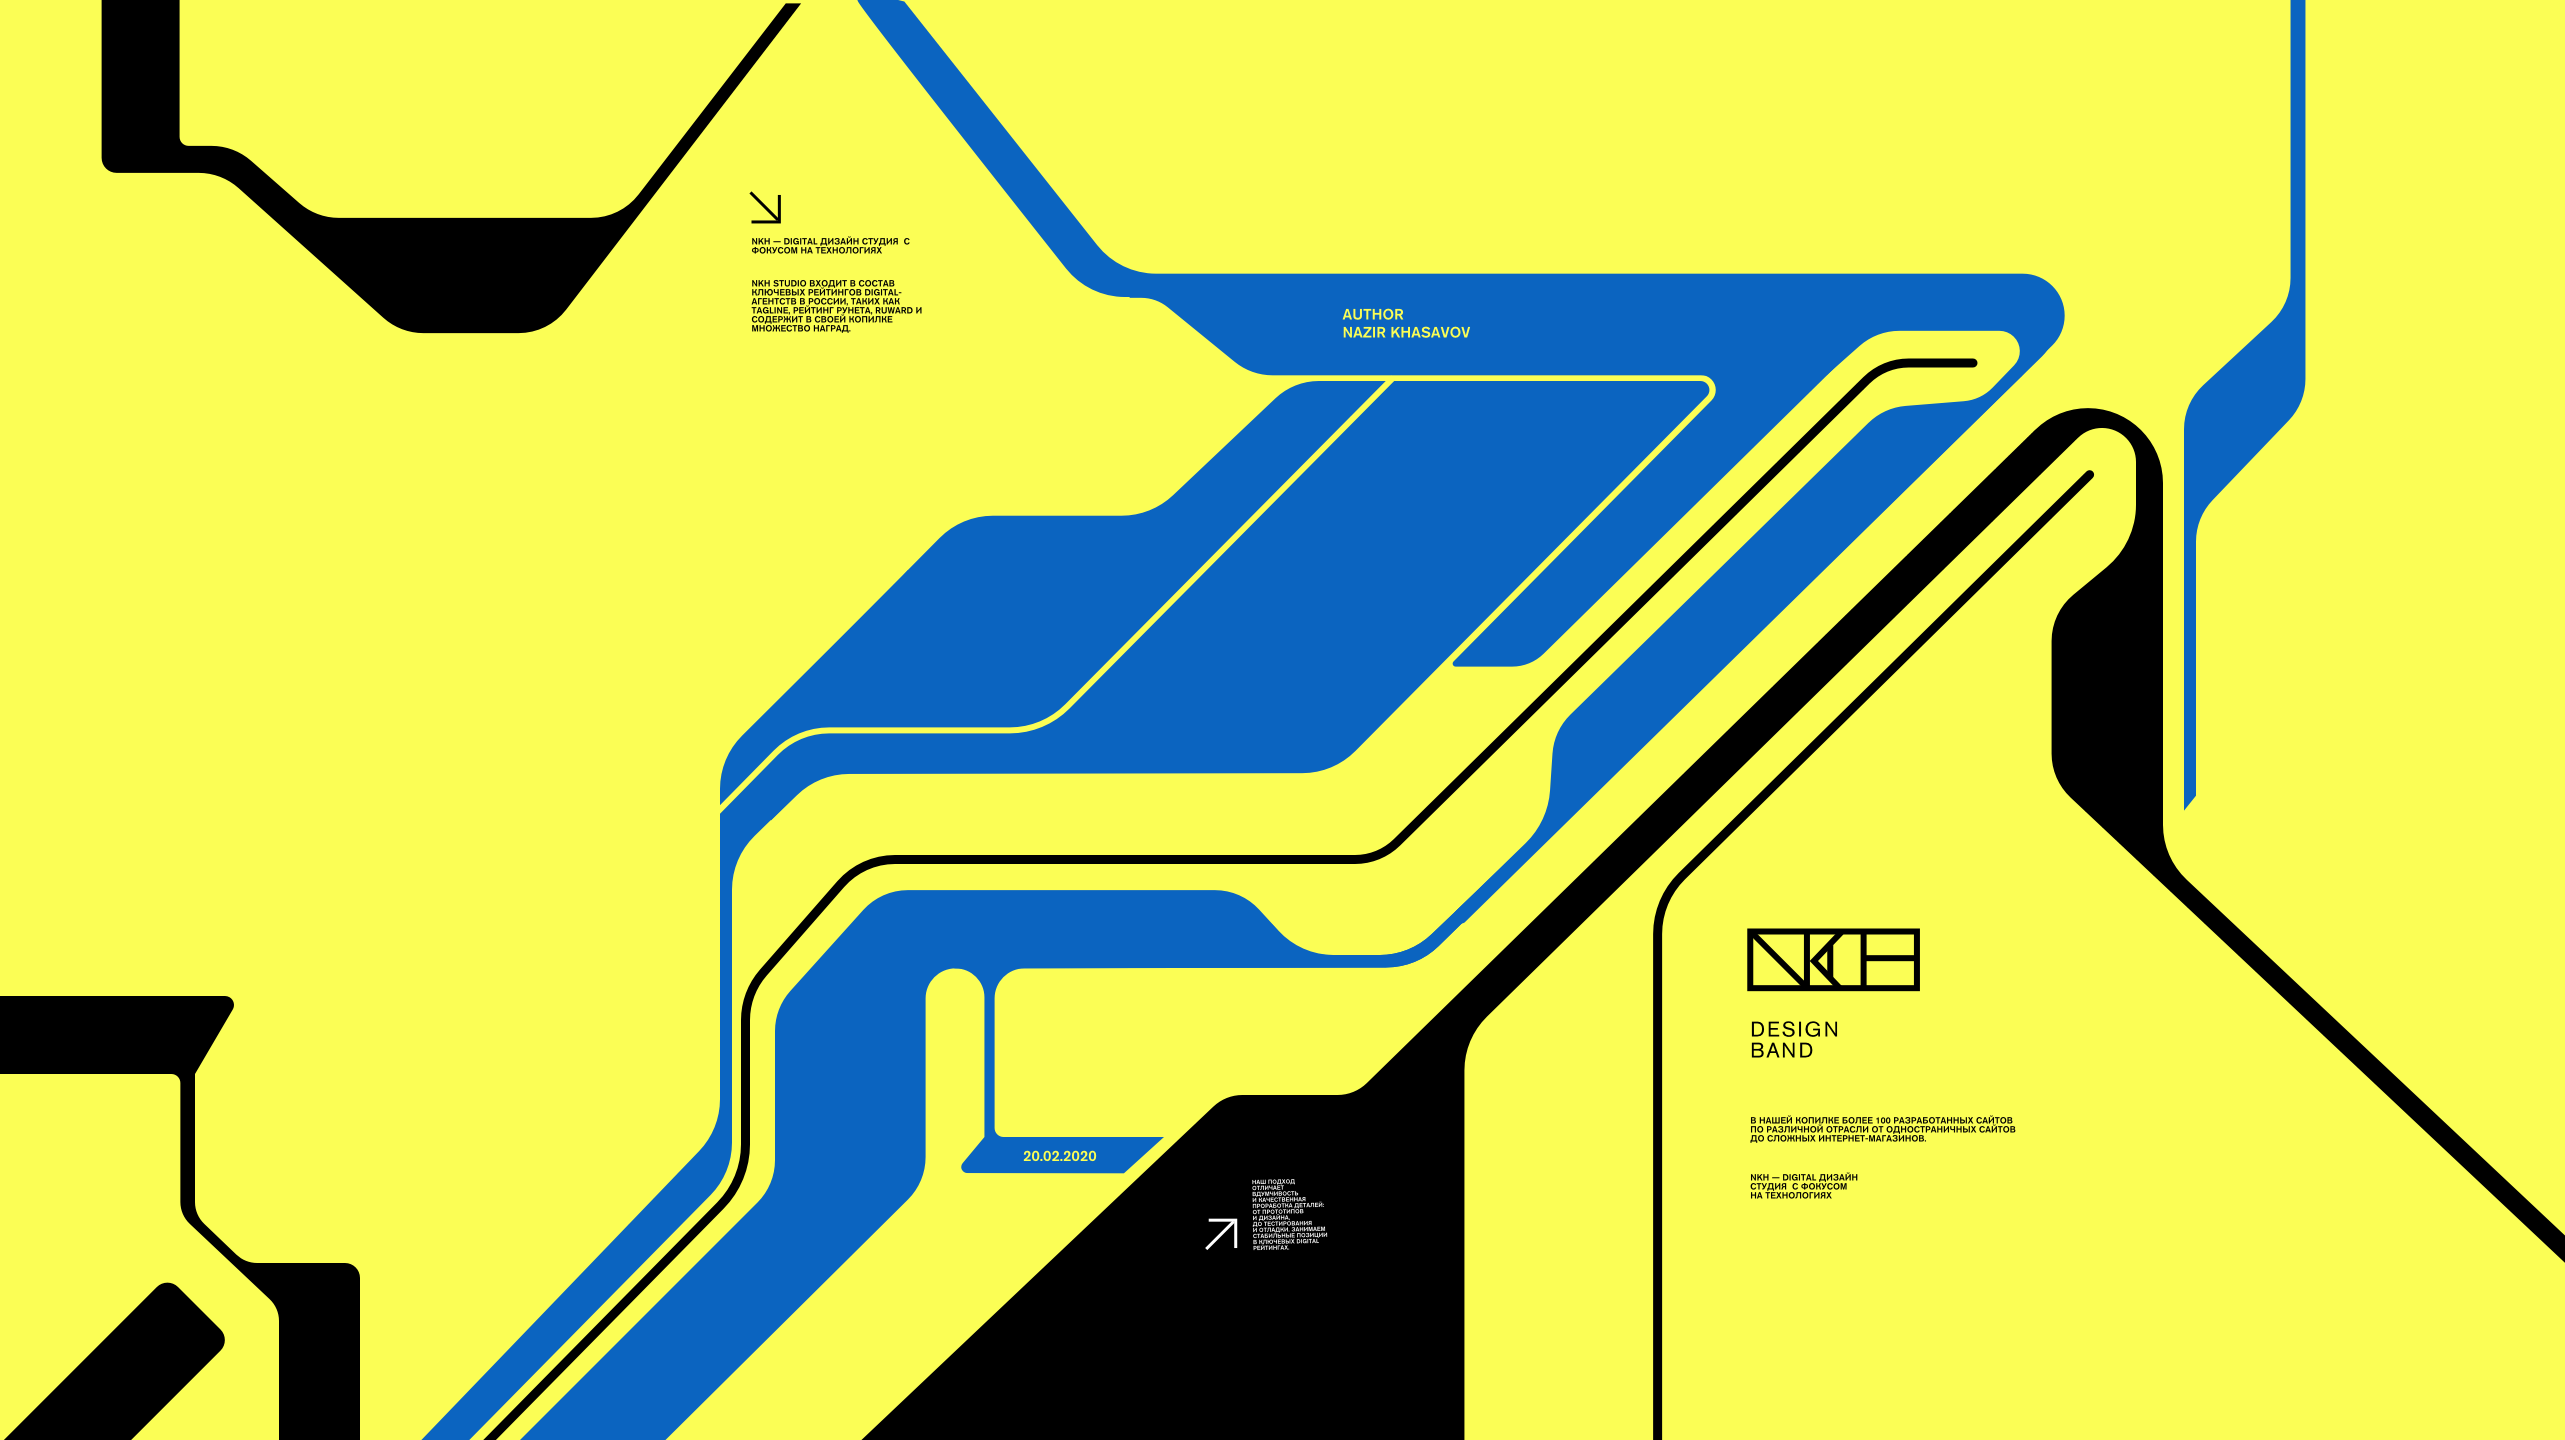 NKH — DIGITAL ДИЗАЙН СТУДИЯ С
ФОКУСОМ НА ТЕХНОЛОГИЯХ
NKH STUDIO ВХОДИТ В СОСТАВ
КЛЮЧЕВЫХ РЕЙТИНГОВ DIGITAL-
АГЕНТСТВ В РОССИИ, ТАКИХ КАК
TAGLINE, РЕЙТИНГ РУНЕТА, RUWARD И
СОДЕРЖИТ В СВОЕЙ КОПИЛКЕ
МНОЖЕСТВО НАГРАД.
AUTHOR
NAZIR KHASAVOV
NKH
DESIGN
BAND
В НАШЕЙ КОПИЛКЕ БОЛЕЕ 100 РАЗРАБОТАННЫХ САЙТОВ
ПО РАЗЛИЧНОЙ ОТРАСЛИ ОТ ОДНОСТРАНИЧНЫХ САЙТОВ
ДО СЛОЖНЫХ ИНТЕРНЕТ-МАГАЗИНОВ.
NKH — DIGITAL ДИЗАЙН
СТУДИЯ С ФОКУСОМ
НА ТЕХНОЛОГИЯХ
20.02.2020
НАШ ПОДХОД
ОТЛИЧАЕТ
ВДУМЧИВОСТЬ
И КАЧЕСТВЕННАЯ
ПРОРАБОТКА ДЕТАЛЕЙ:
ОТ ПРОТОТИПОВ
И ДИЗАЙНА,
ДО ТЕСТИРОВАНИЯ
И ОТЛАДКИ. ЗАНИМАЕМ
СТАБИЛЬНЫЕ ПОЗИЦИИ
В КЛЮЧЕВЫХ DIGITAL
РЕЙТИНГАХ.